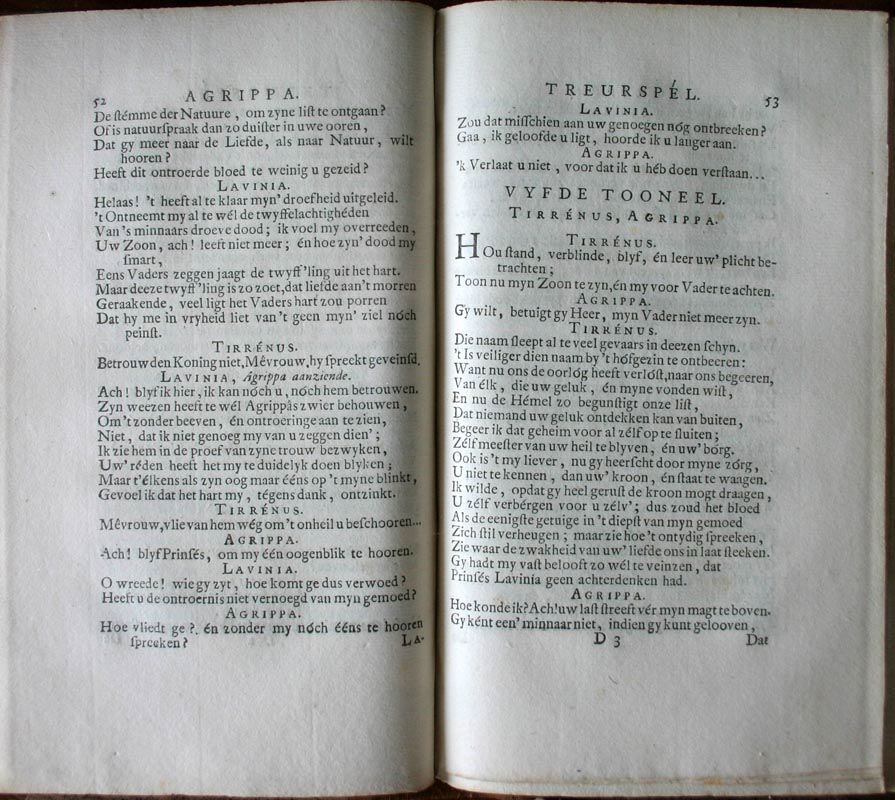 52 AGRIPPA.
De ſtémme der Natuure, om zyne liſt te ontgaan?
Of is natuurſpraak dan zo duiſter in uwe ooren,
Dat gy meer naar de Liefde, als naar Natuur, wilt
hooren?
Heeft dit ontroerde bloed te weinig u gezeid?
LAVINIA.
Helaas! 't heeft al te klaar myn' droefheid uitgeleid.
't Ontneemt my al te wél de twyffelachtighéden
Van 's minnaars droeve dood; ik voel my overreeden,
Uw Zoon, ach! leeft niet meer; én hoe zyn' dood my
ſmart,
Eens Vaders zeggen jaagt de twyff'ling uit het hart.
Maar deeze twyff'ling is zo zoet, dat liefde aan't morren
Geraakende, veel ligt het Vaders hart zou porren
Dat hy me in vryheid liet van't geen myn' ziel nóch
peinſt.
TIRRÉNUS.
Betrouw den Koning niet, Mêvrouw, hy ſpreekt geveinſd.
LAVINIA, Agrippa aanziende.
Ach! blyf ik hier, ik kan nóch u, nóch hem betrouwen.
Zyn weezen heeft te wél Agrippâs zwier behouwen,
Om 't zonder beeven, én ontroeringe aan te zien,
Niet, dat ik niet genoeg my van u zeggen dien';
Ik zie hem in de proef van zyne trouw bezwyken,
Uw' réden heeft het my te duidelyk doen blyken;
Maar t'élkens als zyn oog maar ééns op 't myne blinkt,
Gevoel ik dat het hart my, tégens dank, ontzinkt.
TIRRÉNUS.
Mêvrouw, vlie van hem wég om't onheil u beſchooren...
AGRIPPA.
Ach! blyf Prinſés, om my één oogenblik te hooren.
LAVINIA.
O wreede! wie gy zyt, hoe komt ge dus verwoed?
Heeft u de ontroernis niet vernoegd van myn gemoed?
AGRIPPA.
Hoe vliedt ge?. én zonder my nóch ééns te hooren
ſpreeken? LA-
TREURSPÉL. 53
LAVINIA.
Zou dat miſſchien aan uw genoegen nóg ontbreeken?
Gaa, ik geloofde u ligt, hoorde ik u langer aan.
AGRIPPA.
'k Verlaat u niet, voor dat ik u héb doen verſtaan...
VYFDE TOONEEL.
TIRRÉNUS, AGRIPPA.
TIRRÉNUS.
HOu ſtand, verblinde, blyf, én leer uw' plicht be-
trachten;
Toon nu myn Zoon te zyn, én my voor Vader te achten.
AGRIPPA.
Gy wilt, betuigt gy Heer, myn Vader niet meer zyn.
TIRRÉNUS.
Die naam ſleept al te veel gevaars in deezen ſchyn.
't Is veiliger dien naam by 't hófgezin te ontbeeren:
Want nu ons de oorlóg heeft verlóſt, naar ons begeeren,
Van élk, die uw geluk, én myne vonden wiſt,
En nu de Hémel zo begunſtigt onze liſt,
Dat niemand uw geluk ontdekken kan van buiten,
Begeer ik dat geheim voor al zélf op te ſluiten;
Zélf meeſter van uw heil te blyven, én uw' bórg.
Ook is 't my liever, nu gy heerſcht door myne zórg,
U niet te kennen, dan uw' kroon, én ſtaat te waagen.
Ik wilde, opdat gy heel geruſt de kroon mogt draagen,
U zélf verbérgen voor u zélv'; dus zoud het bloed
Als de eenigſte getuige in 't diepſt van myn gemoed
Zich ſtil verheugen; maar zie hoe 't ontydig ſpreeken,
Zie waar de zwakheid van uw' liefde ons in laat ſteeken.
Gy hadt my vaſt belooft zo wél te veinzen, dat
Prinſés Lavinia geen achterdenken had.
AGRIPPA.
Hoe konde ik? Ach! uw laſt ſtreeft vér myn magt te boven.
Gy ként een' minnaar niet, indien gy kunt gelooven,
D 3 Dat